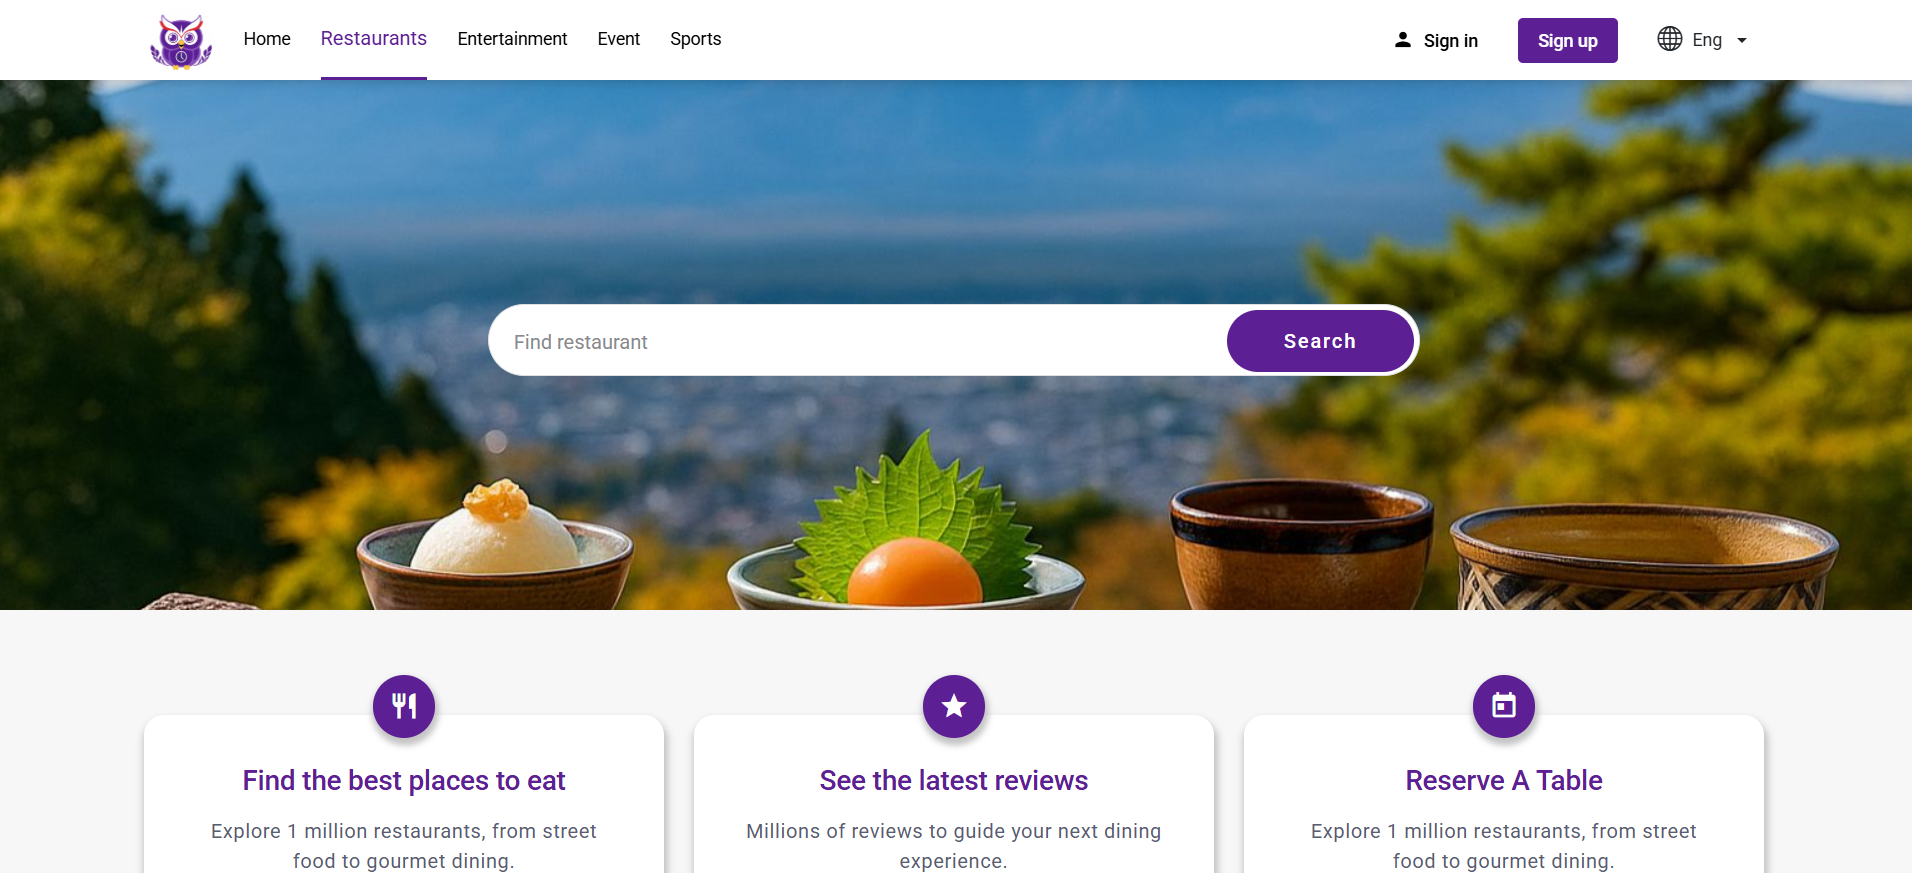 Home
Restaurants
Entertainment
Event
Sports
Sign in
Sign up
Eng
Find restaurant
Search
Find the best places to eat
Explore 1 million restaurants, from street
food to gourmet dining.
See the latest reviews
Millions of reviews to guide your next dining
experience.
Reserve A Table
Explore 1 million restaurants, from street
food to gourmet dining.